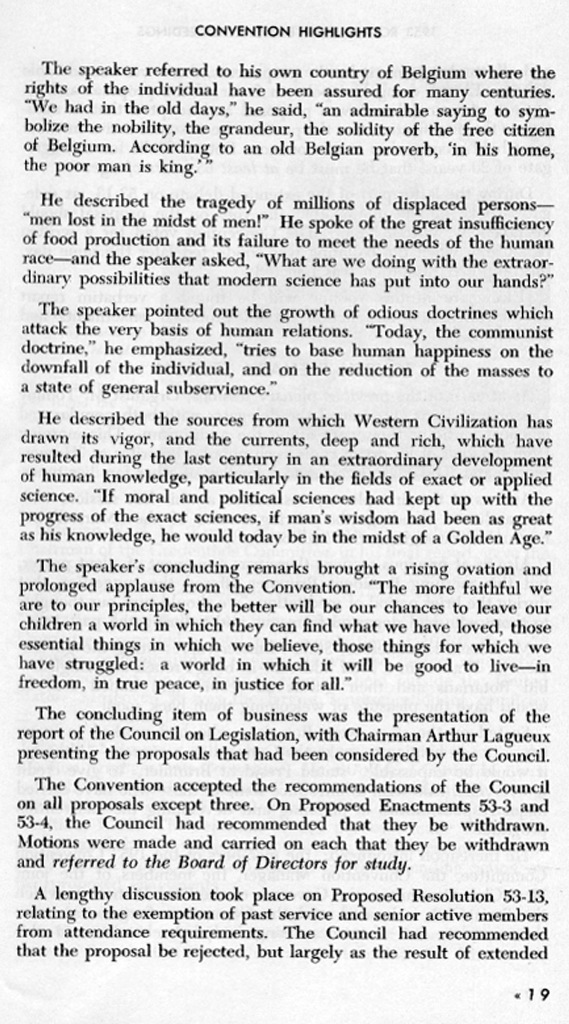 CONVENTION HIGHLIGHTS
The speaker referred to his own country of Belgium where the
rights of the individual have been assured for many centuries.
"We had in the old days," he said, "an admirable saying to sym-
bolize the nobility, the grandeur, the solidity of the free citizen
of Belgium. According to an old Belgian proverb, 'in his home,
the poor man is king.'"
He described the tragedy of millions of displaced persons—
"men lost in the midst of men!" He spoke of the great insufficiency
of food production and its failure to meet the needs of the human
race—and the speaker asked, "What are we doing with the extraor-
dinary possibilities that modern science has put into our hands?"
The speaker pointed out the growth of odious doctrines which
attack the very basis of human relations. "Today, the communist
doctrine," he emphasized, "tries to base human happiness on the
downfall of the individual, and on the reduction of the masses to
a state of general subservience."
He described the sources from which Western Civilization has
drawn its vigor, and the currents, deep and rich, which have
resulted during the last century in an extraordinary development
of human knowledge, particularly in the fields of exact or applied
science. "If moral and political sciences had kept up with the
progress of the exact sciences, if man's wisdom had been as great
as his knowledge, he would today be in the midst of a Golden Age."
The speaker's concluding remarks brought a rising ovation and
prolonged applause from the Convention. "The more faithful we
are to our principles, the better will be our chances to leave our
children a world in which they can find what we have loved, those
essential things in which we believe, those things for which we
have struggled: a world in which it will be good to live—in
freedom, in true peace, in justice for all."
The concluding item of business was the presentation of the
report of the Council on Legislation, with Chairman Arthur Lagueux
presenting the proposals that had been considered by the Council.
The Convention accepted the recommendations of the Council
on all proposals except three. On Proposed Enactments 53-3 and
53-4, the Council had recommended that they be withdrawn.
Motions were made and carried on each that they be withdrawn
and referred to the Board of Directors for study.
A lengthy discussion took place on Proposed Resolution 53-13,
relating to the exemption of past service and senior active members
from attendance requirements. The Council had recommended
that the proposal be rejected, but largely as the result of extended
« 19